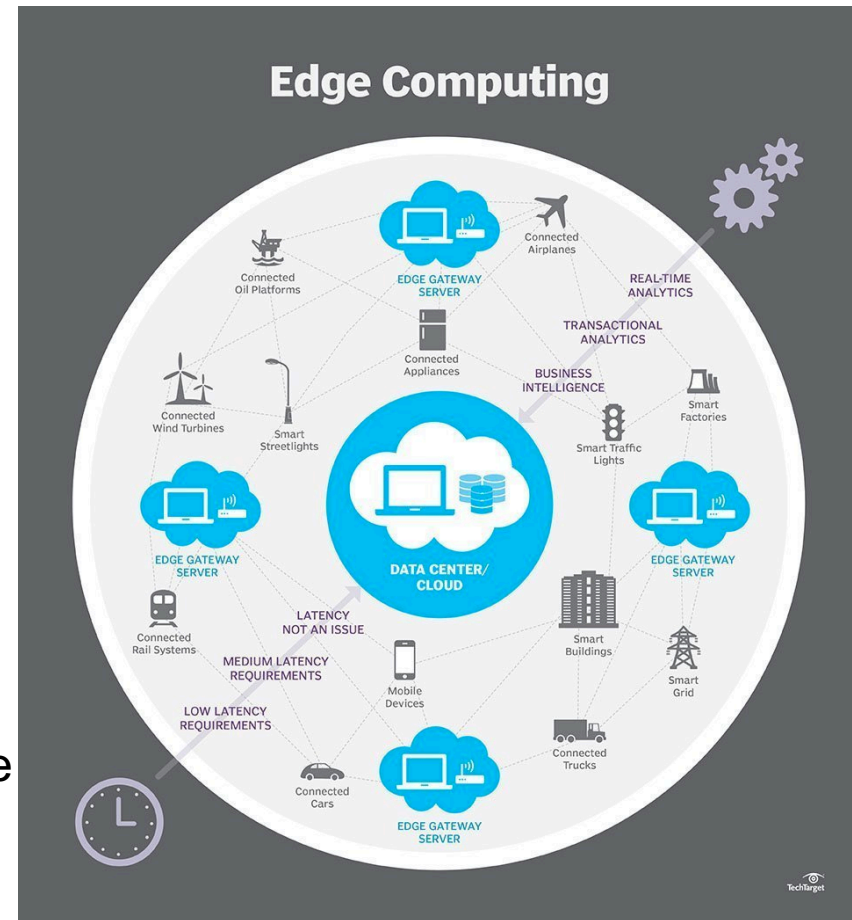 Edge Computing
Connected
Airplanes
Connected
Oil Platforms
EDGE GATEWAY
SERVER
REAL-TIME
ANALYTICS
TRANSACTIONAL
ANALYTICS
Connected
Appliances
BUSINESS
INTELLIGENCE
Smart
Factories
Connected
Wind Turbines
Smart
Streetlights
Smart Traffic
Lights
EDGE GATEWAY
SERVER
DATA CENTER/
CLOUD
EDGE GATEWAY
SERVER
LATENCY
NOT AN ISSUE
Connected
Rail Systems
Smart
Buildings
MEDIUM LATENCY
REQUIREMENTS
Mobile
Devices
Smart
Grid
LOW LATENCY
REQUIREMENTS
Connected
Trucks
e
Connected
Cars
EDGE GATEWAY
SERVER
TechTarget